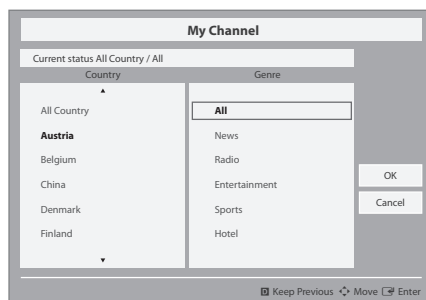 My Channel
Current status All Country / All
Country
Genre
All Country
All
Austria
News
Belgium
Radio
China
Entertainment
OK
Denmark
Sports
Cancel
Finland
Hotel
D Keep Previous Move Enter